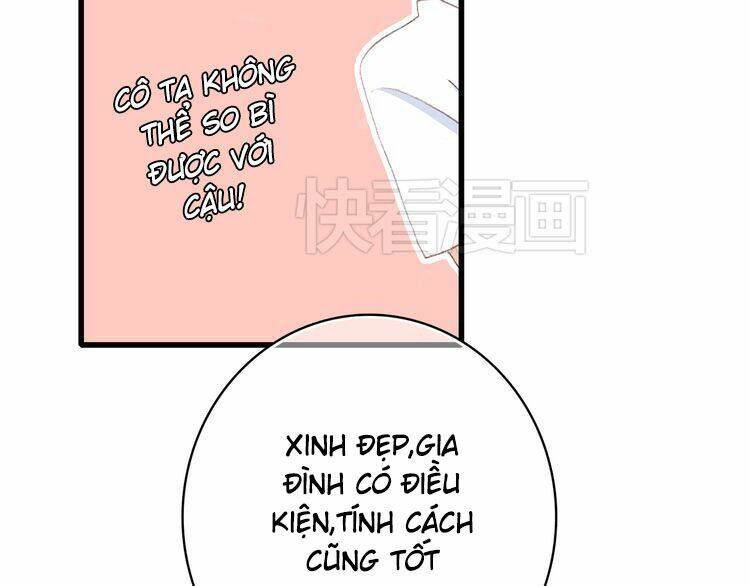 CÔ TA KHÔNG
THỂ SO BÌ
ĐƯỢC VỚI
CẬU!
快看漫画
XINH ĐẸP,GIA
ĐÌNH CÓ ĐIỀU
KIỆN,TÍNH CÁCH
CŨNG TỐT